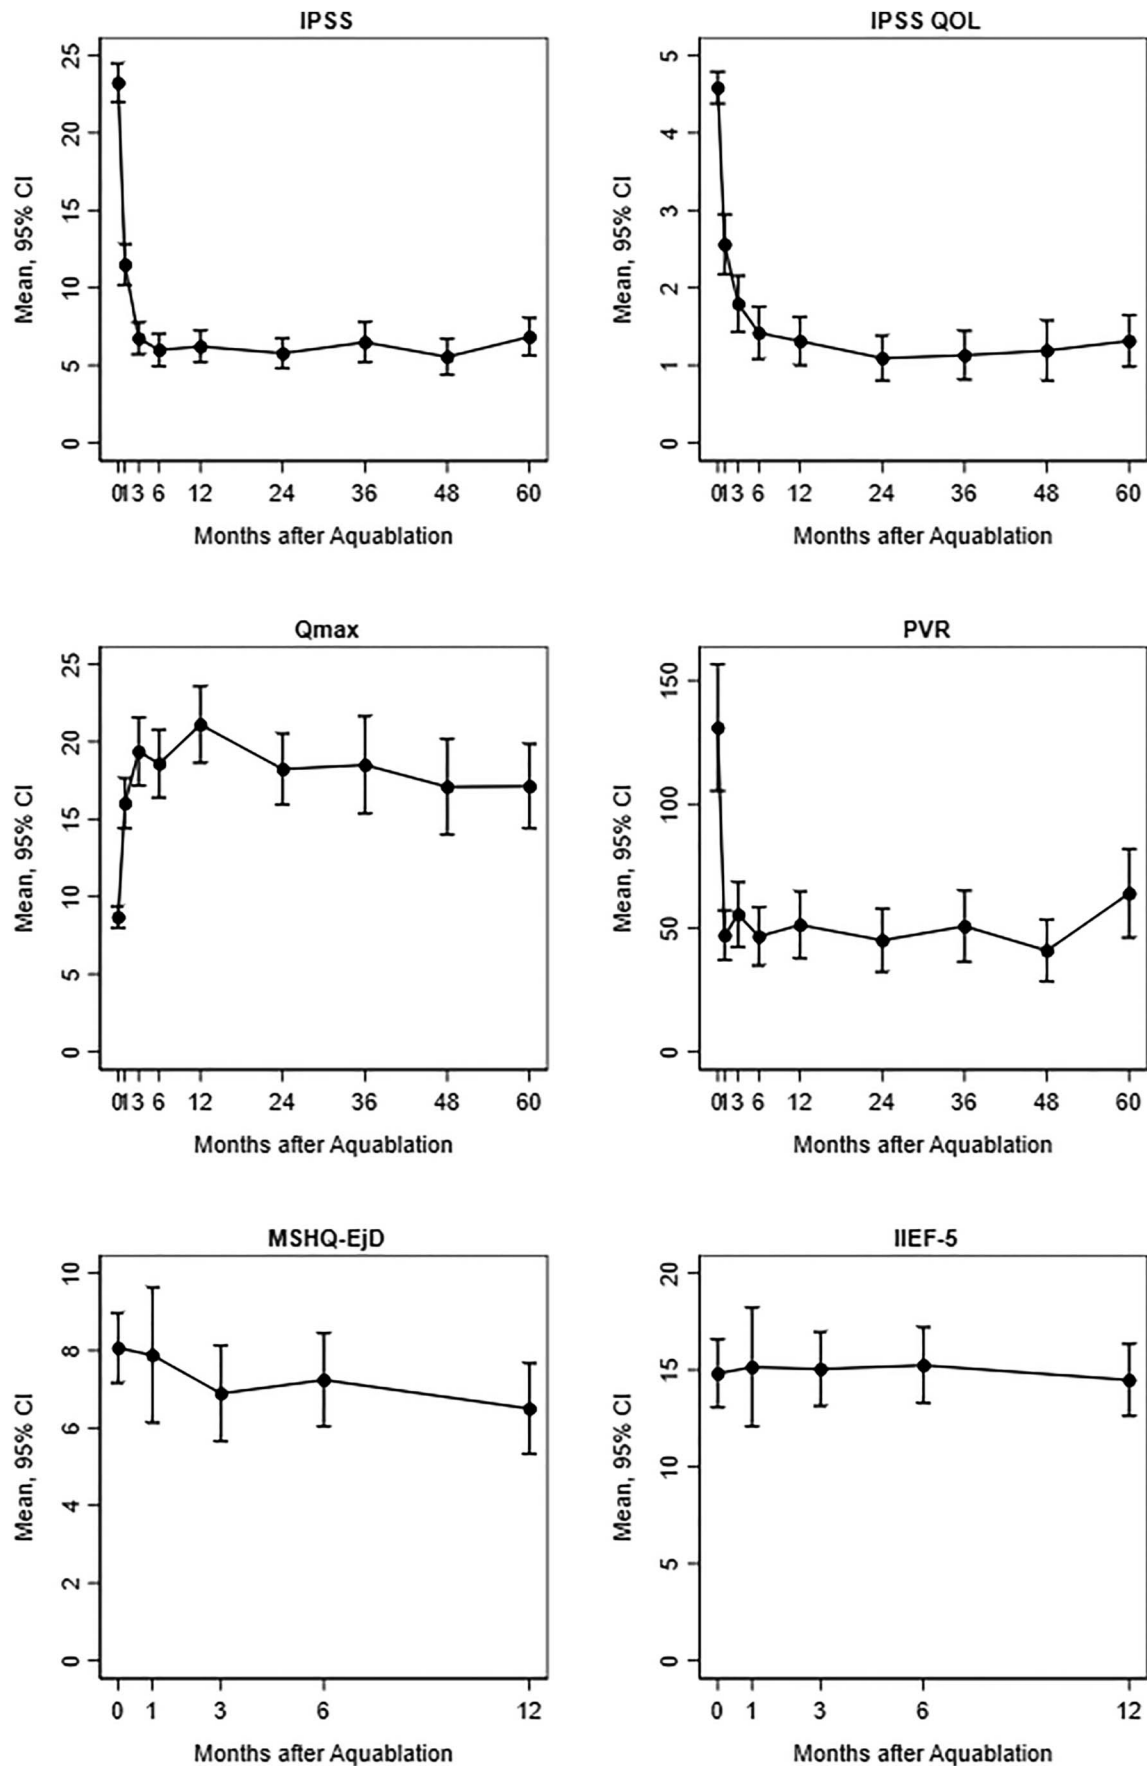 IPSS
Mean, 95% CI
25
20
15
10
5
0
0 1 3 6 12 24 36 48 60
Months after Aquablation
IPSS QOL
Mean, 95% CI
5
4
3
2
1
0
0 1 3 6 12 24 36 48 60
Months after Aquablation
Qmax
Mean, 95% CI
25
20
15
10
5
0
0 1 3 6 12 24 36 48 60
Months after Aquablation
PVR
Mean, 95% CI
150
100
50
0
0 1 3 6 12 24 36 48 60
Months after Aquablation
MSHQ-EjD
Mean, 95% CI
10
8
6
4
2
0
0 1 3 6 12
Months after Aquablation
IIEF-5
Mean, 95% CI
20
15
10
5
0
0 1 3 6 12
Months after Aquablation